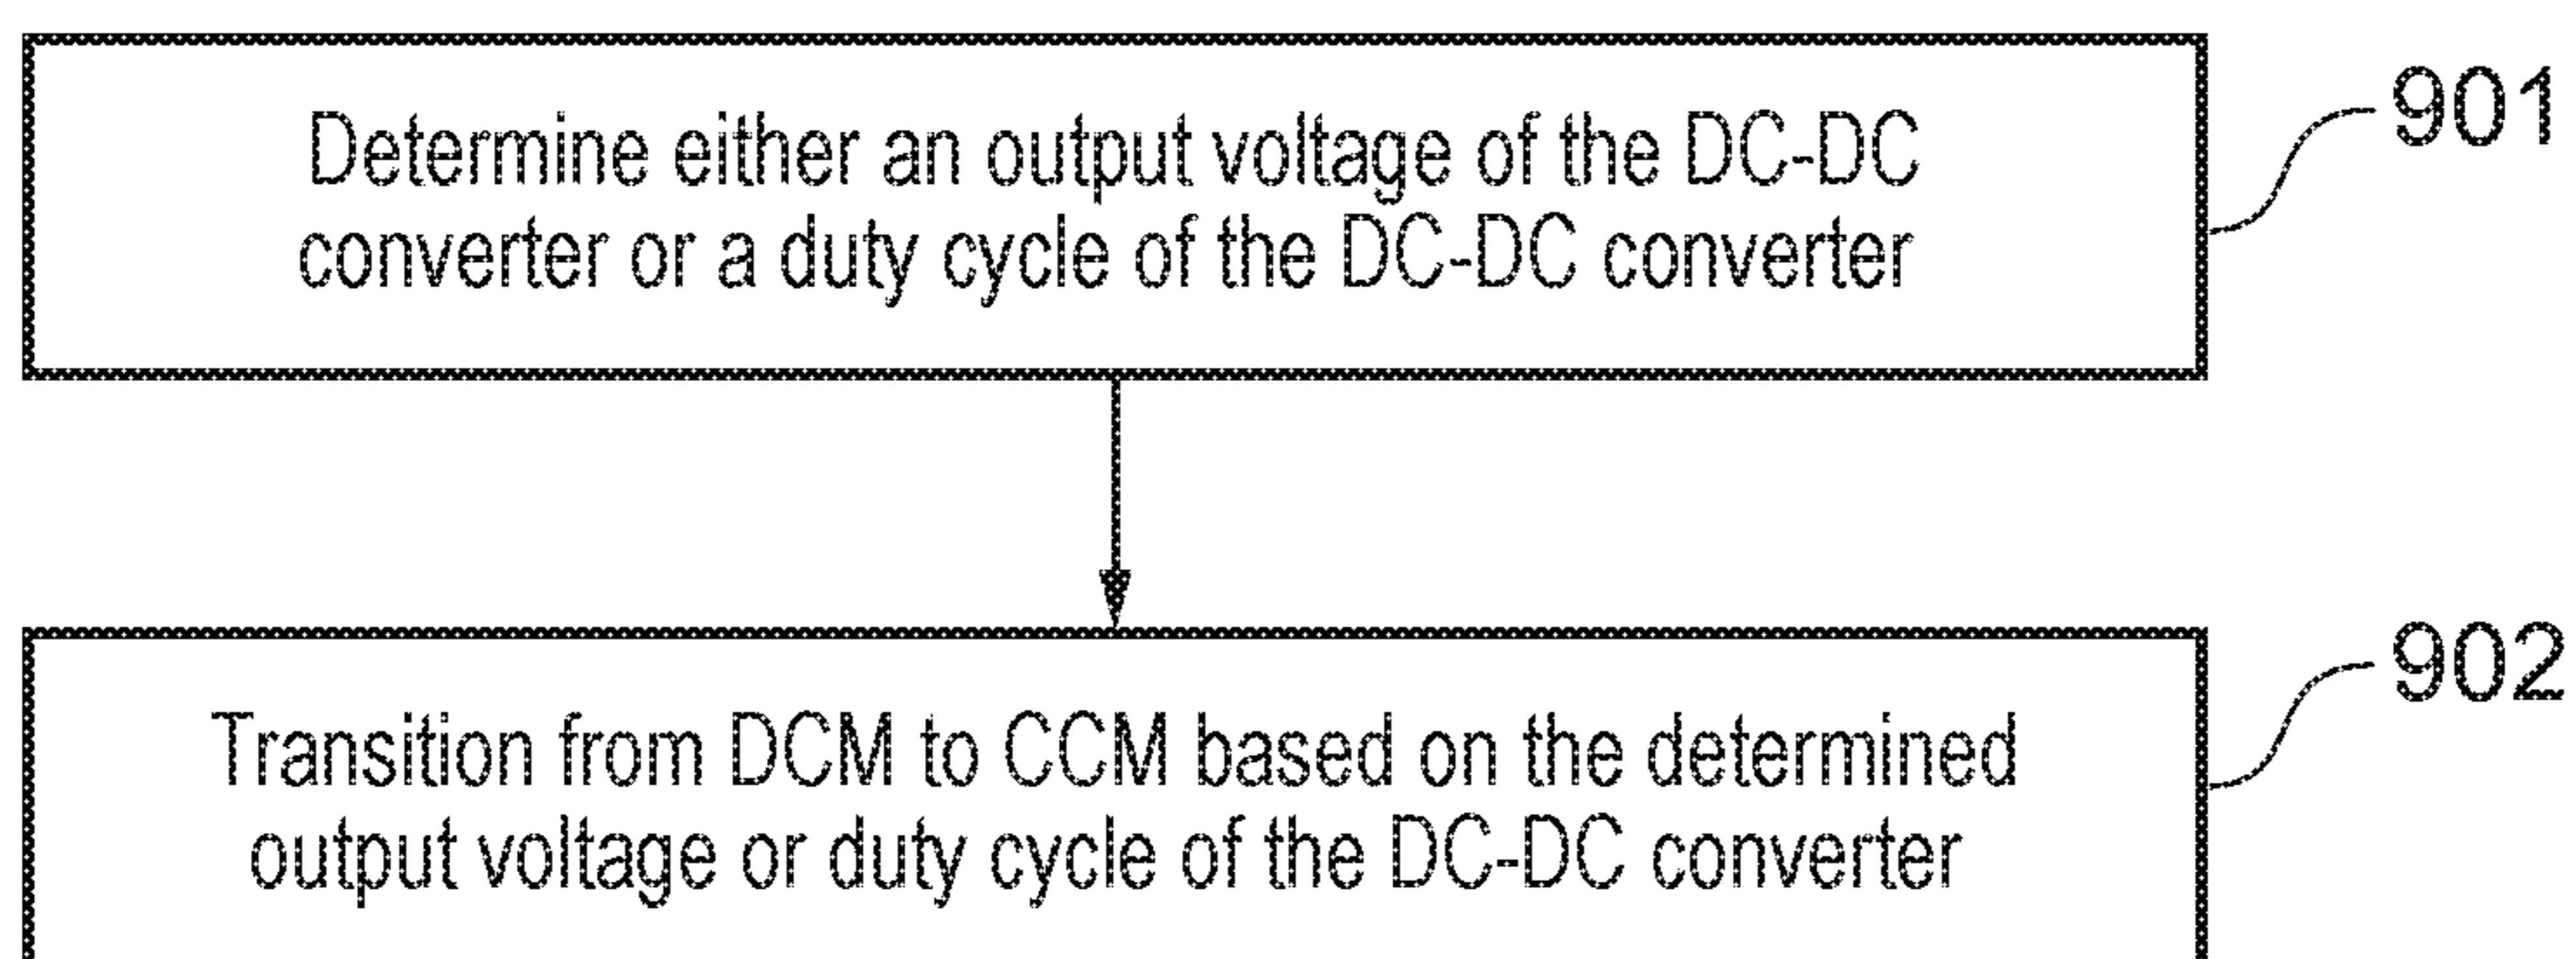 Determine either an output voltage of the DC-DC
converter or a duty cycle of the DC-DC converter
901
Transition from DCM to CCM based on the determined
output voltage or duty cycle of the DC-DC converter
902